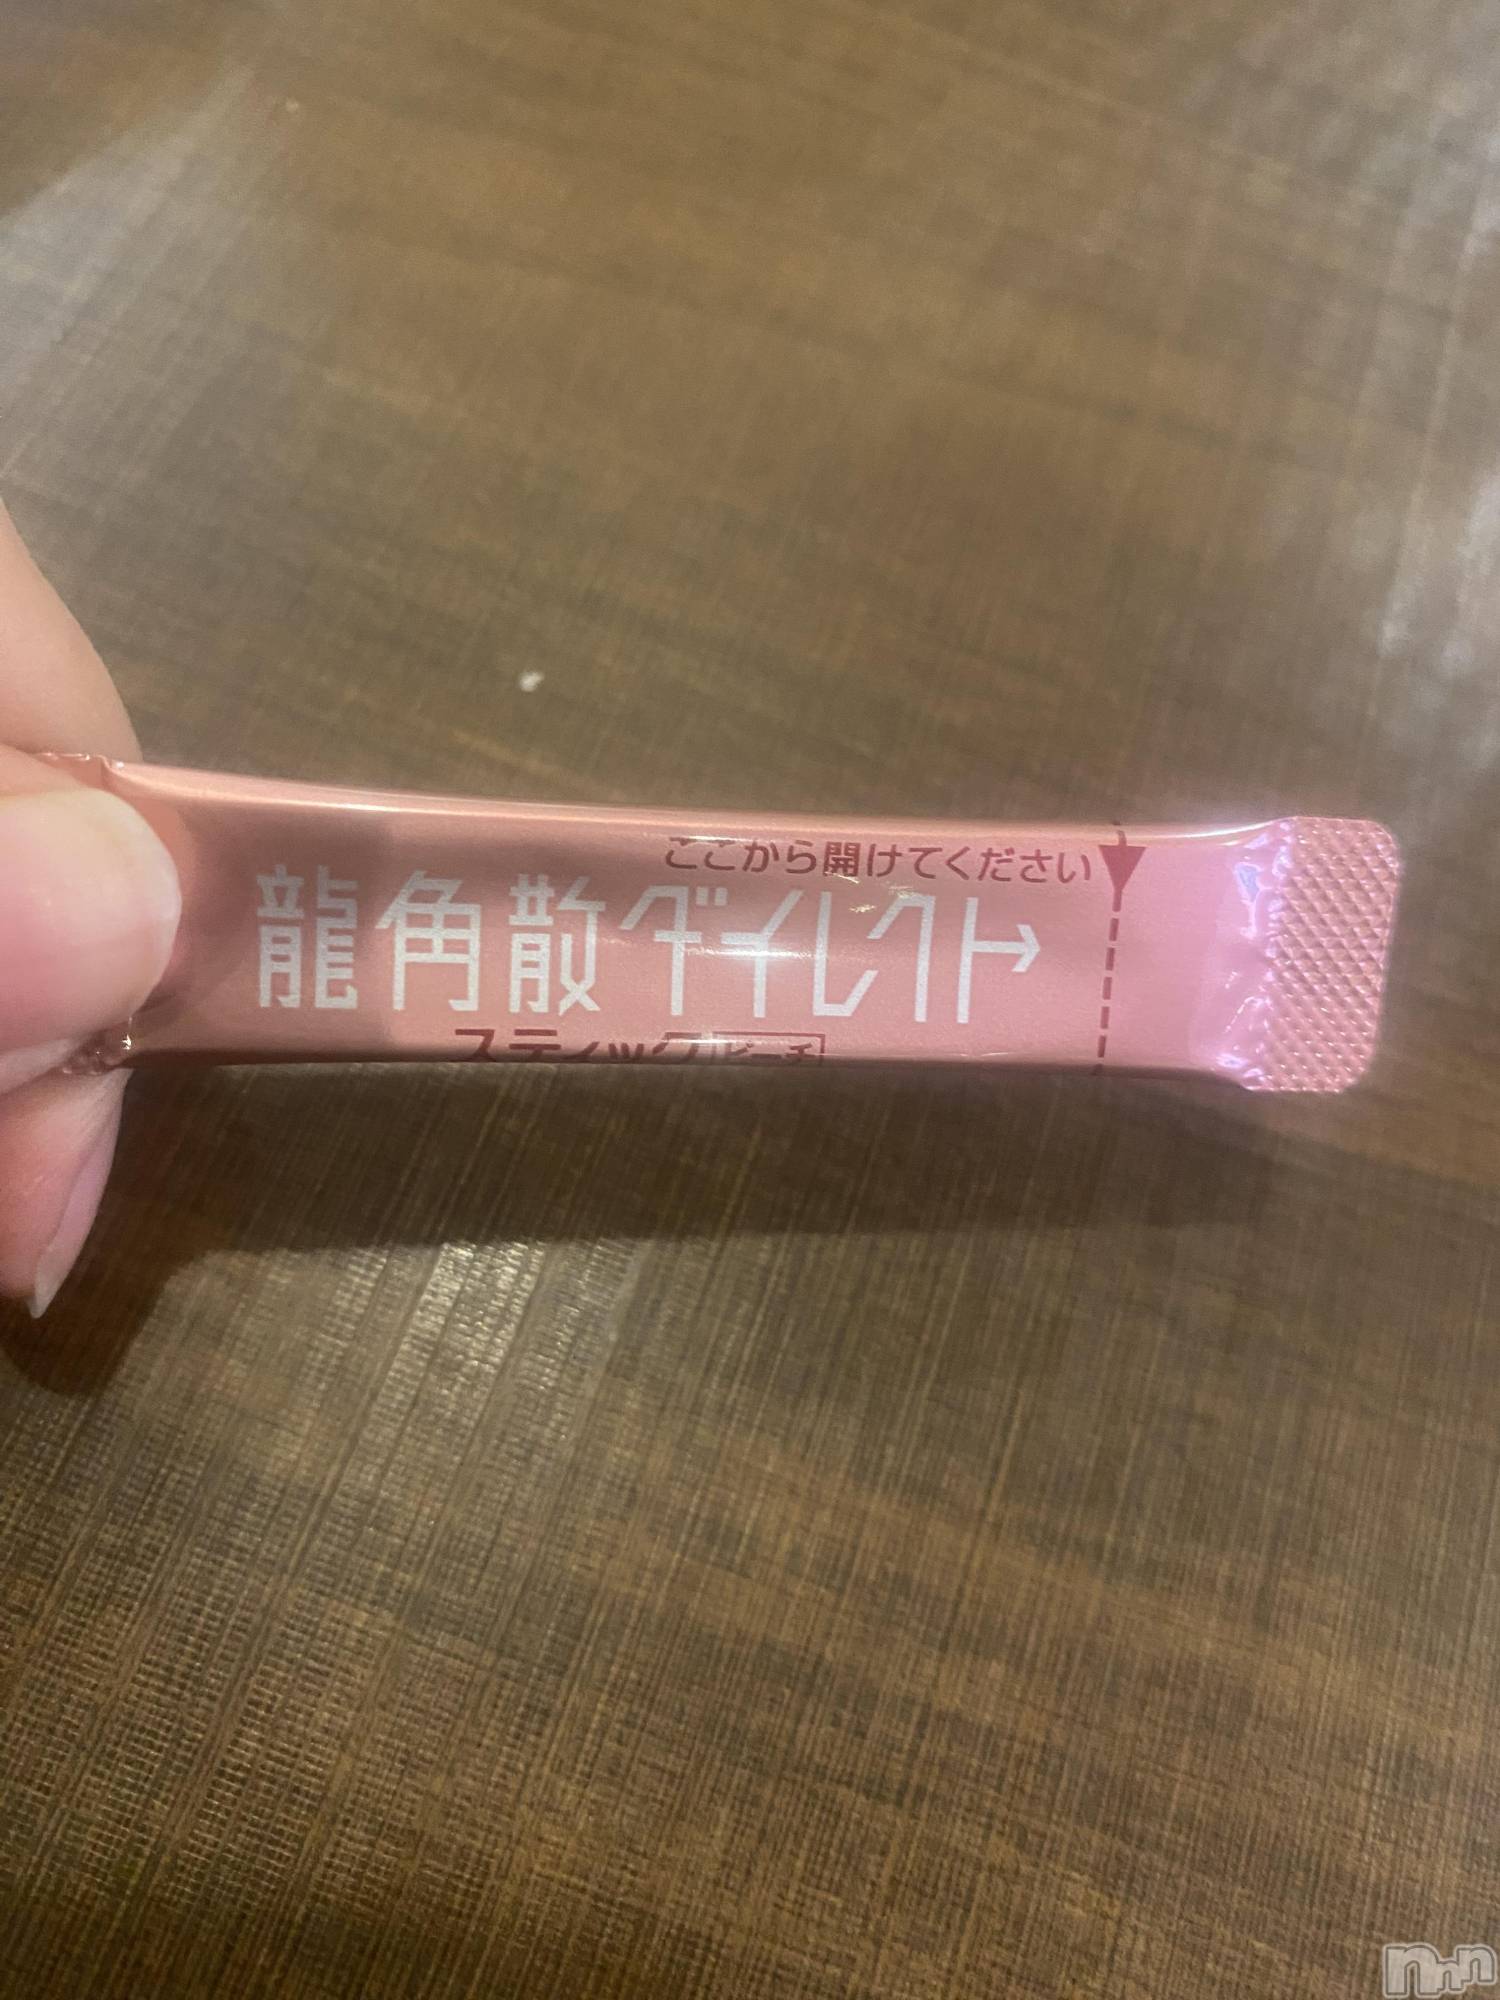 ここから開けてください
龍角散ダイレクト
スティックピーチ
nnn